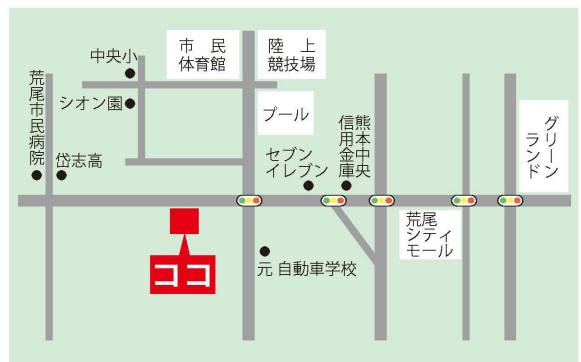 中央小
市民
体育館
陸上
競技場
荒尾市民病院
シオン園
岱志高
プール
セブン
イレブン
熊本中央
信用金庫
グリーン
ランド
荒尾
シティ
モール
ココ
元 自動車学校